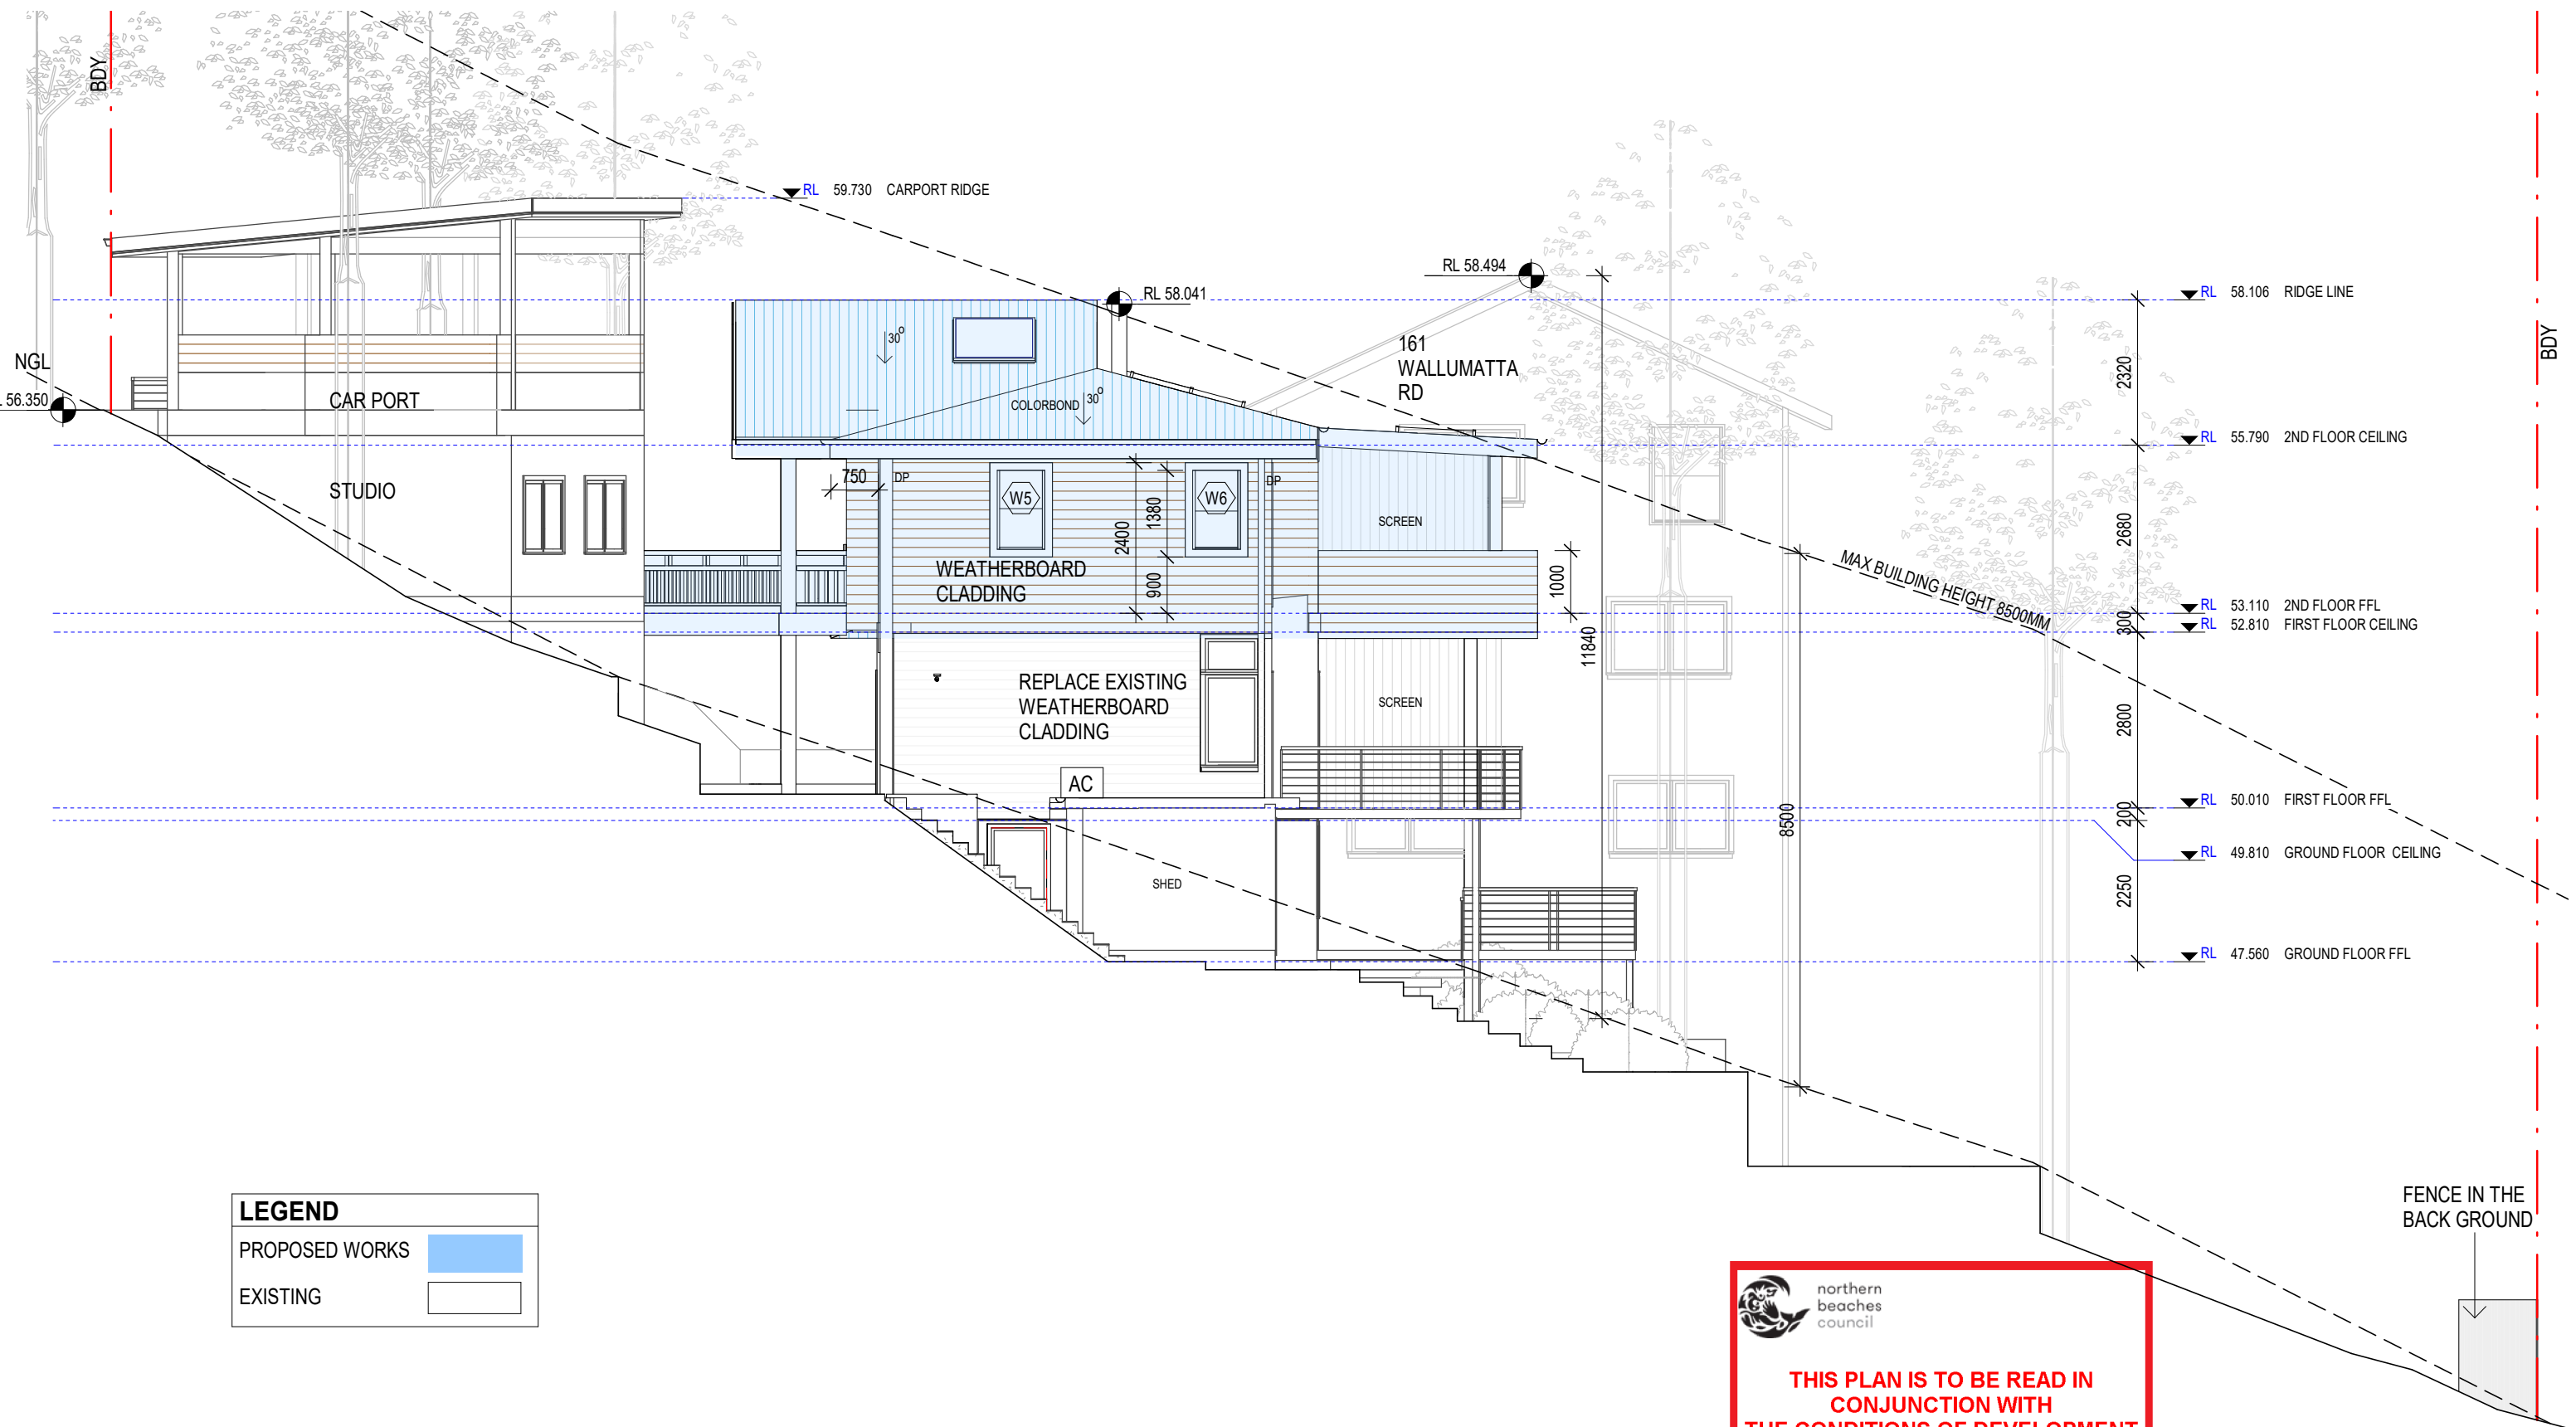 BDY
RL 59.730 CARPORT RIDGE
RL 58.494
RL 58.041
RL 58.106 RIDGE LINE
30°
161
WALLUMATTA
RD
BDY
2320
NGL
56.350
CAR PORT
COLORBOND
30°
RL 55.790 2ND FLOOR CEILING
STUDIO
750
DP
W5
W6
DP
2400
1380
900
SCREEN
WEATHERBOARD
CLADDING
1000
2680
MAX BUILDING HEIGHT 8500MM
RL 53.110 2ND FLOOR FFL
300
RL 52.810 FIRST FLOOR CEILING
11840
REPLACE EXISTING
WEATHERBOARD
CLADDING
SCREEN
2800
AC
8500
RL 50.010 FIRST FLOOR FFL
200
RL 49.810 GROUND FLOOR CEILING
SHED
2250
RL 47.560 GROUND FLOOR FFL
LEGEND
PROPOSED WORKS
EXISTING
FENCE IN THE
BACK GROUND
northern
beaches
council
THIS PLAN IS TO BE READ IN
CONJUNCTION WITH
THE CONDITIONS OF DEVELOPMENT